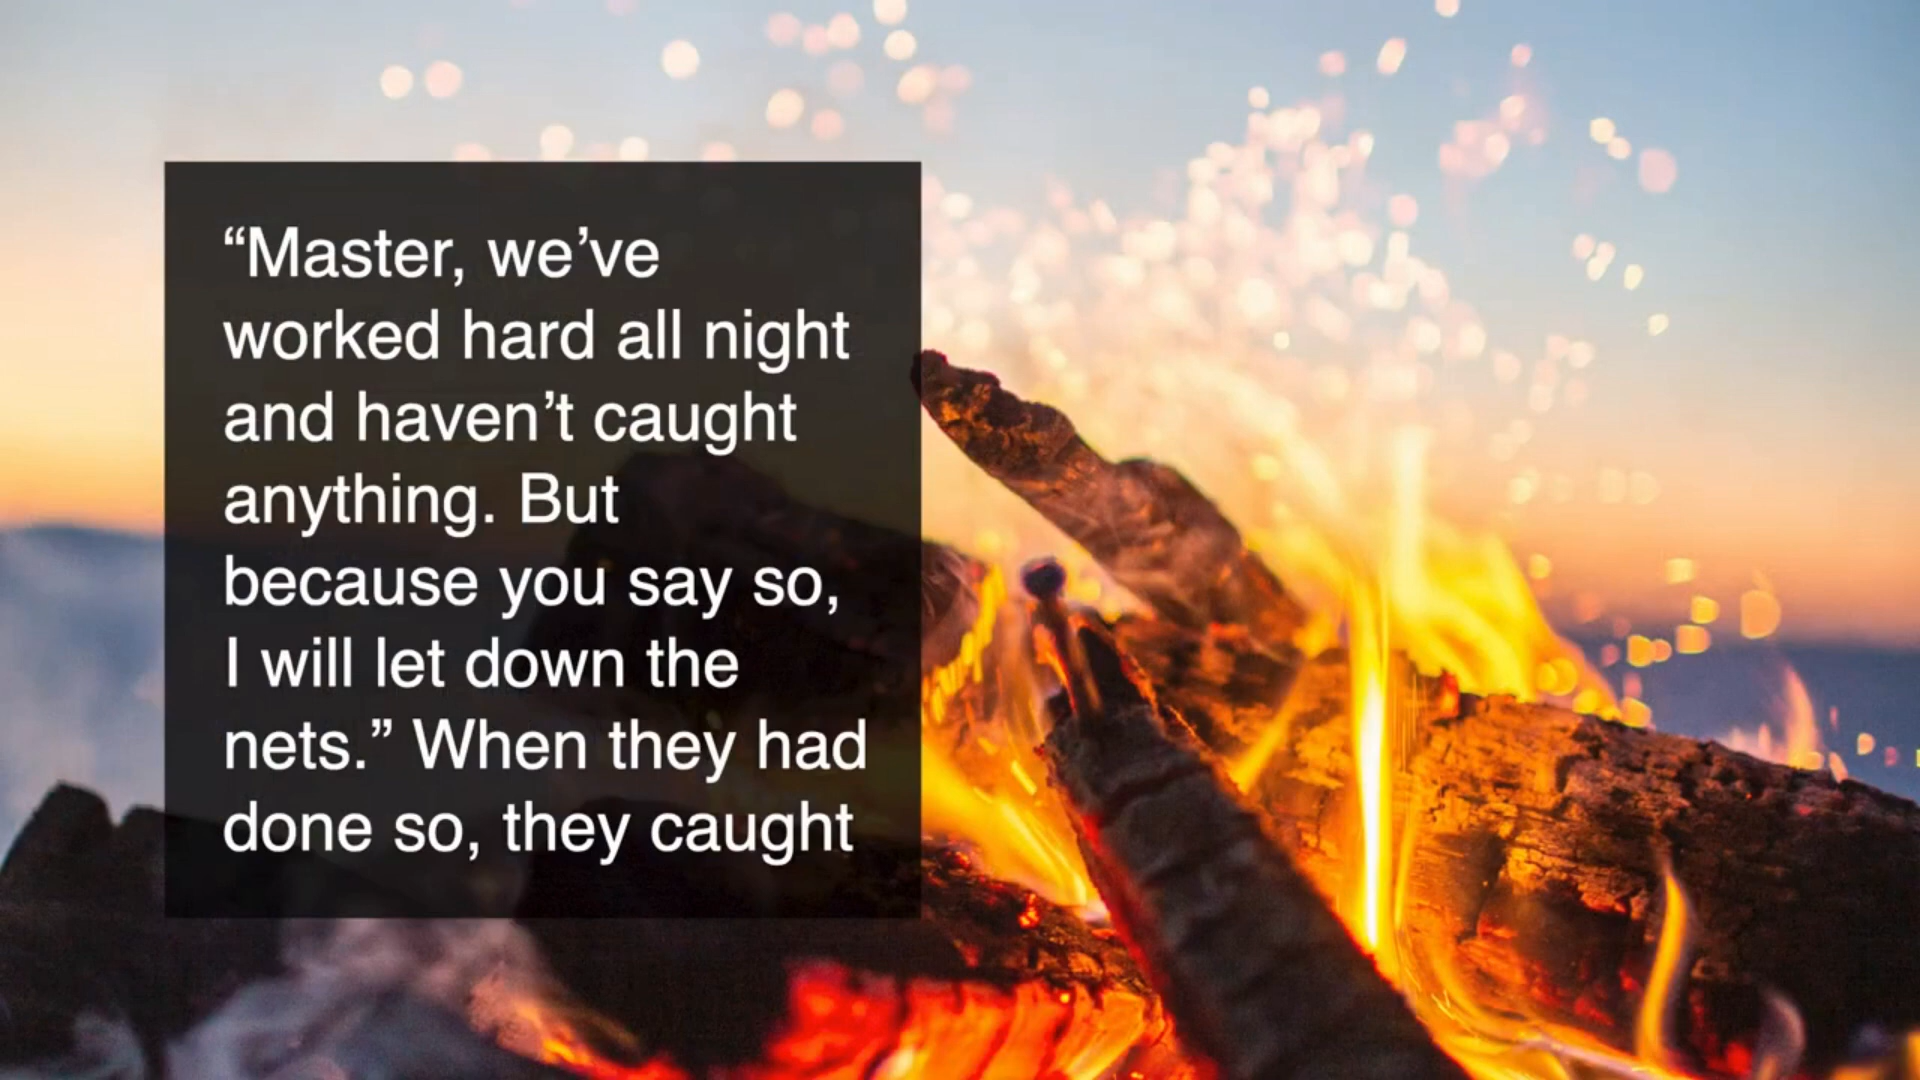 “Master, we’ve
worked hard all night
and haven’t caught
anything. But
because you say so,
I will let down the
nets.” When they had
done so, they caught